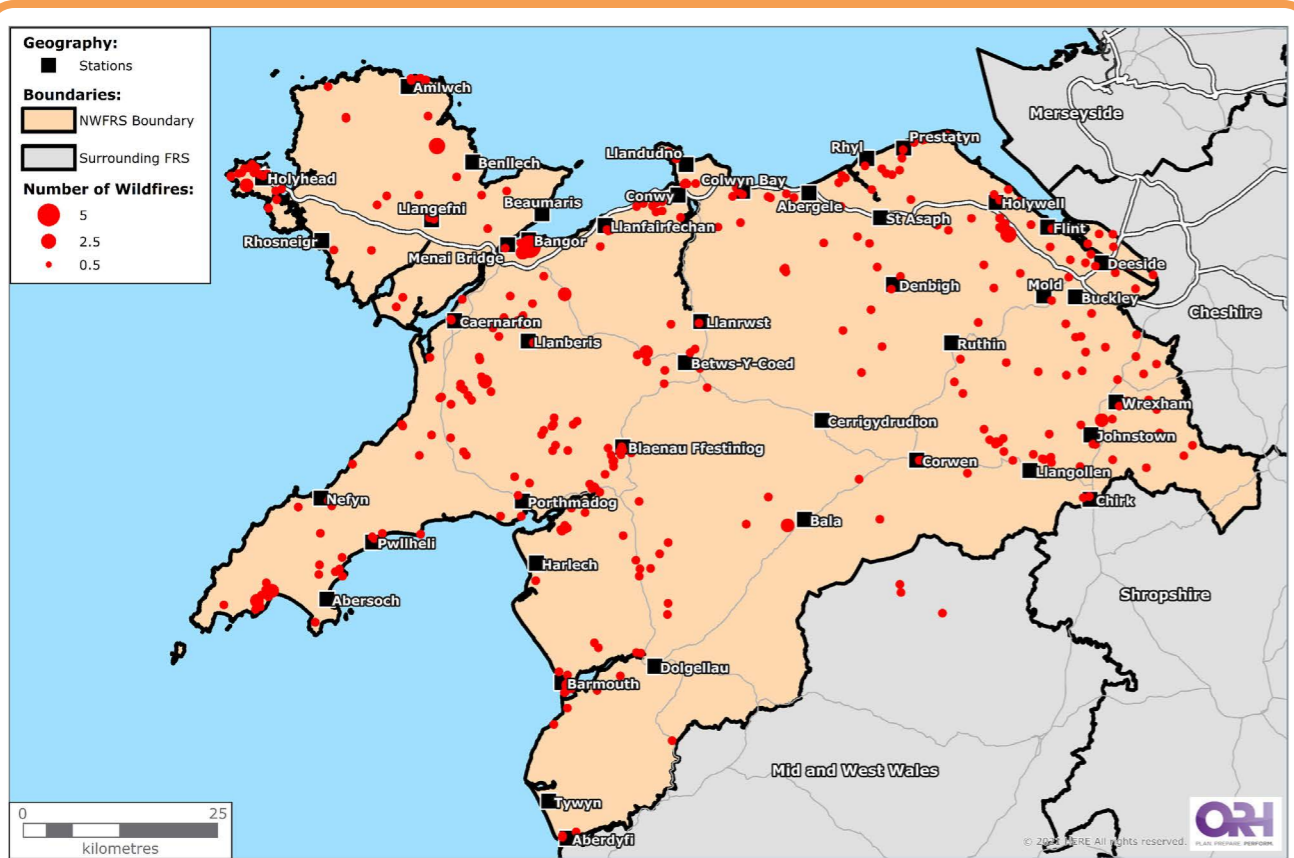 Geography:
Stations
Boundaries:
NWFRS Boundary
Surrounding FRS
Number of Wildfires:
5
2.5
0.5
Amlwch
Merseyside
Prestatyn
Rhyl
Llandudno
Benllech
Holyhead
Colwyn Bay
Conwy
Abergele
Holywell
Beaumaris
Llangefni
St Asaph
Flint
Llanfairfechan
Rhosneigr
Bangor
Menai Bridge
Deeside
Denbigh
Mold
Buckley
Cheshire
Caernarfon
Llanrwst
Llanberis
Ruthin
Betws-Y-Coed
Wrexham
Cerrigydrudion
Johnstown
Blaenau Ffestiniog
Corwen
Llangollen
Nefyn
Porthmadog
Chirk
Bala
Pwllheli
Harlech
Shropshire
Abersoch
Dolgellau
Barmouth
Mid and West Wales
Tywyn
Aberdyfi
0 25
kilometres
HERE All rights reserved.
ORH
PLAN. PREPARE. PERFORM.